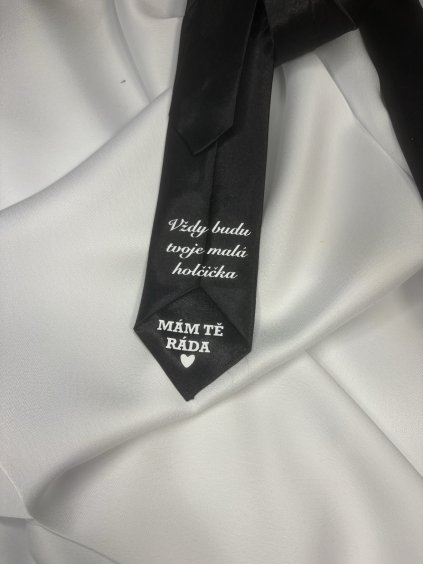 Vždy budu
tvoje malá
holčička
MÁM TĚ
RÁDA